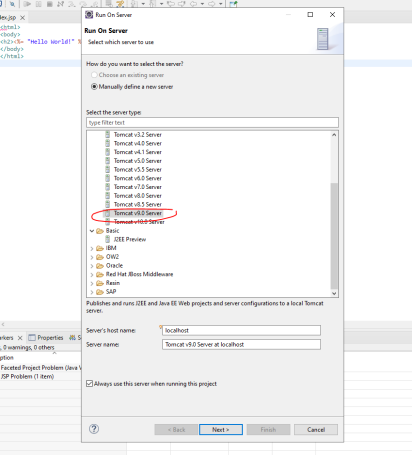 Run On Server
dex.jsp
<html>
<body>
<h2><%= "Hello World!" %
</body>
</html>
Run On Server
Select which server to use
How do you want to select the server?
Choose an existing server
Manually define a new server
Select the server type:
type filter text
Tomcat v3.2 Server
Tomcat v4.0 Server
Tomcat v4.1 Server
Tomcat v5.0 Server
Tomcat v5.5 Server
Tomcat v6.0 Server
Tomcat v7.0 Server
Tomcat v8.0 Server
Tomcat v8.5 Server
Tomcat v9.0 Server
Tomcat v10.0 Server
Basic
J2EE Preview
IBM
OW2
Oracle
Red Hat JBoss Middleware
Resin
SAP
Publishes and runs J2EE and Java EE Web projects and server configurations to a local Tomcat
server.
Server's host name: localhost
Server name: Tomcat v9.0 Server at localhost
Always use this server when running this project
arkers Properties
, 0 warnings, 0 others
ption
Faceted Project Problem (Java V
JSP Problem (1 item)
? < Back Next > Finish Cancel